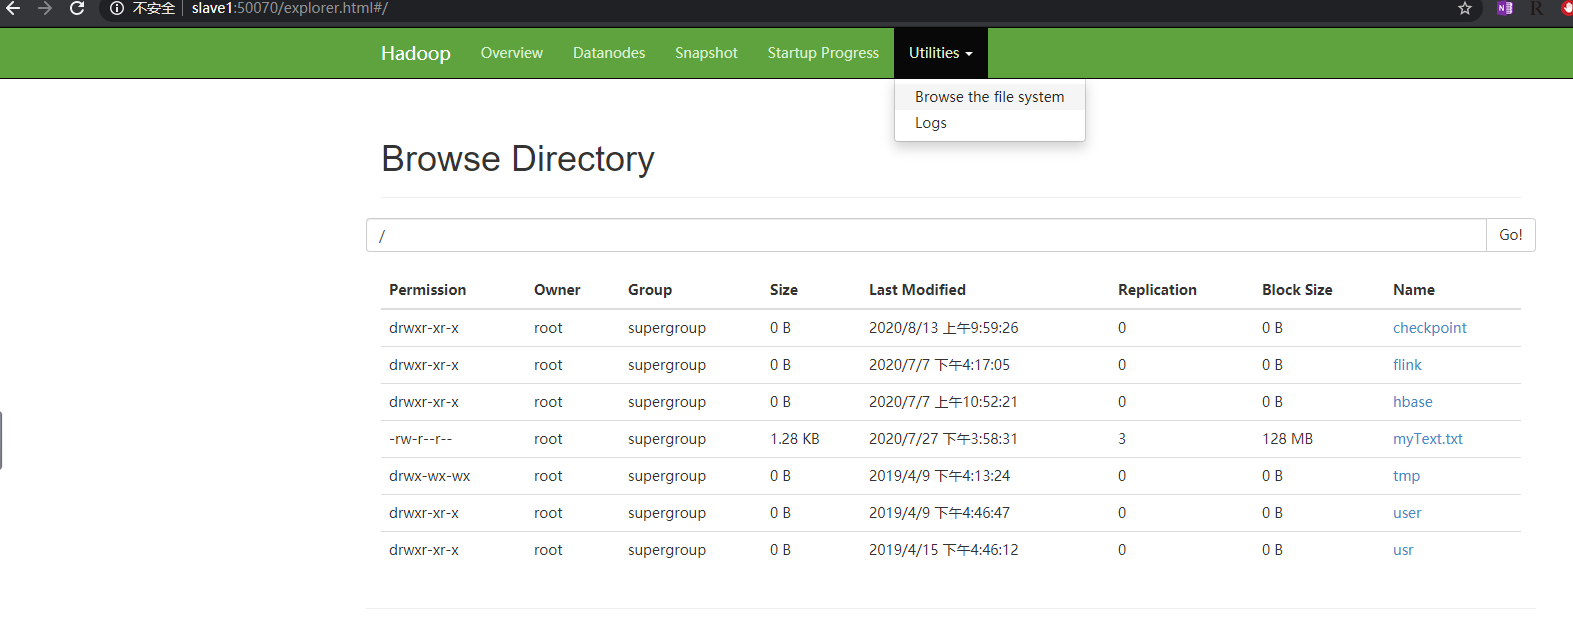 不安全 slave1:50070/explorer.html#/
Hadoop Overview Datanodes Snapshot Startup Progress Utilities
Browse the file system
Logs
Browse Directory
/ Go!
Permission Owner Group Size Last Modified Replication Block Size Name
drwxr-xr-x root supergroup 0 B 2020/8/13 上午9:59:26 0 0 B checkpoint
drwxr-xr-x root supergroup 0 B 2020/7/7 下午4:17:05 0 0 B flink
drwxr-xr-x root supergroup 0 B 2020/7/7 上午10:52:21 0 0 B hbase
-rw-r--r-- root supergroup 1.28 KB 2020/7/27 下午3:58:31 3 128 MB myText.txt
drwx-wx-wx root supergroup 0 B 2019/4/9 下午4:13:24 0 0 B tmp
drwxr-xr-x root supergroup 0 B 2019/4/9 下午4:46:47 0 0 B user
drwxr-xr-x root supergroup 0 B 2019/4/15 下午4:46:12 0 0 B usr